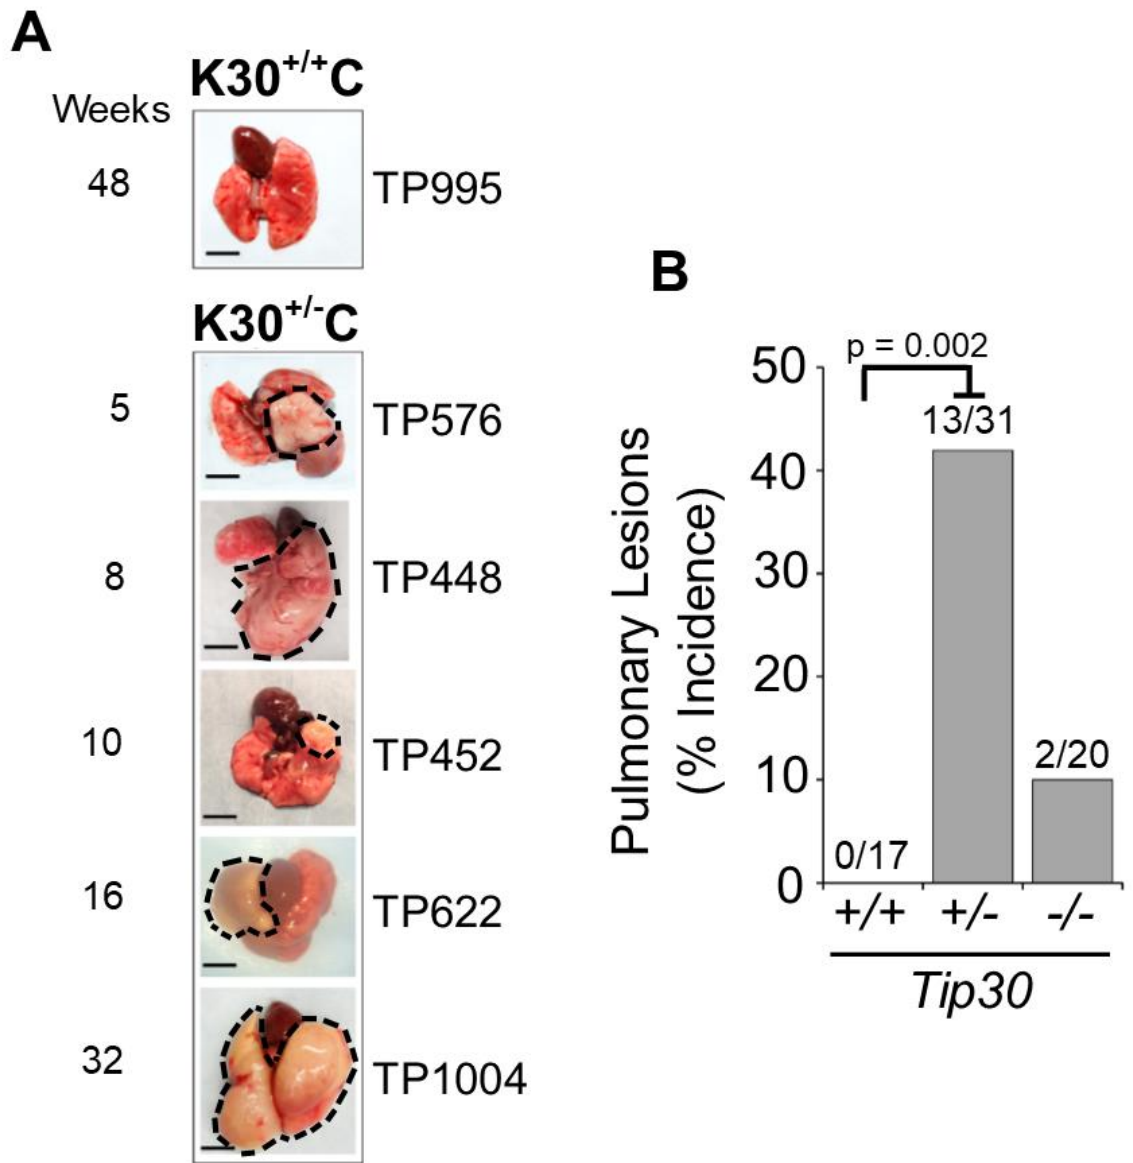 A
K30+/+C
Weeks
48
TP995
K30+/-C
5
TP576
8
TP448
10
TP452
16
TP622
32
TP1004
B
p = 0.002
50
40
30
20
10
0
Pulmonary Lesions
(% Incidence)
0/17
13/31
2/20
+/+ +/- -/-
Tip30